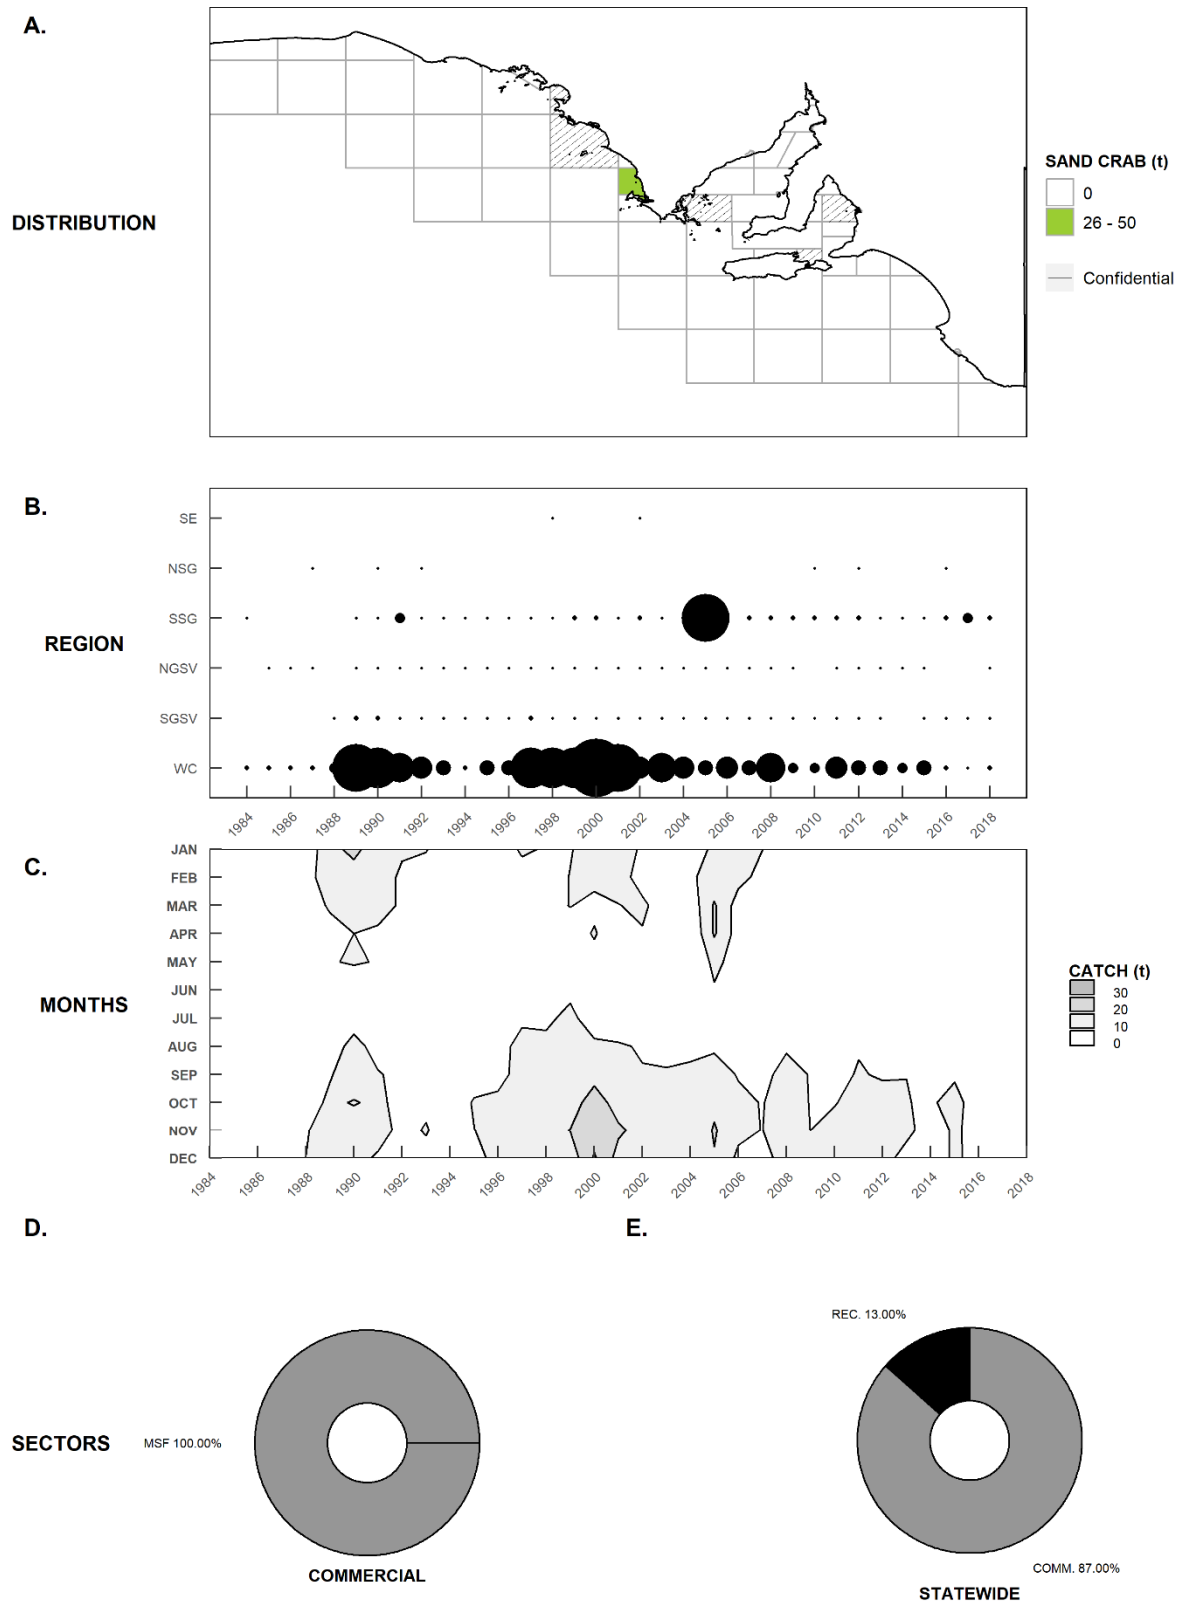 A.
DISTRIBUTION
SAND CRAB (t)
0
26 - 50
Confidential
B.
REGION
SE
NSG
SSG
NGSV
SGSV
WC
1984 1986 1988 1990 1992 1994 1996 1998 2000 2002 2004 2006 2008 2010 2012 2014 2016 2018
C.
MONTHS
JAN
FEB
MAR
APR
MAY
JUN
JUL
AUG
SEP
OCT
NOV
DEC
1984 1986 1988 1990 1992 1994 1996 1998 2000 2002 2004 2006 2008 2010 2012 2014 2016 2018
CATCH (t)
30
20
10
0
D.
E.
SECTORS
MSF 100.00%
COMMERCIAL
REC. 13.00%
COMM. 87.00%
STATEWIDE